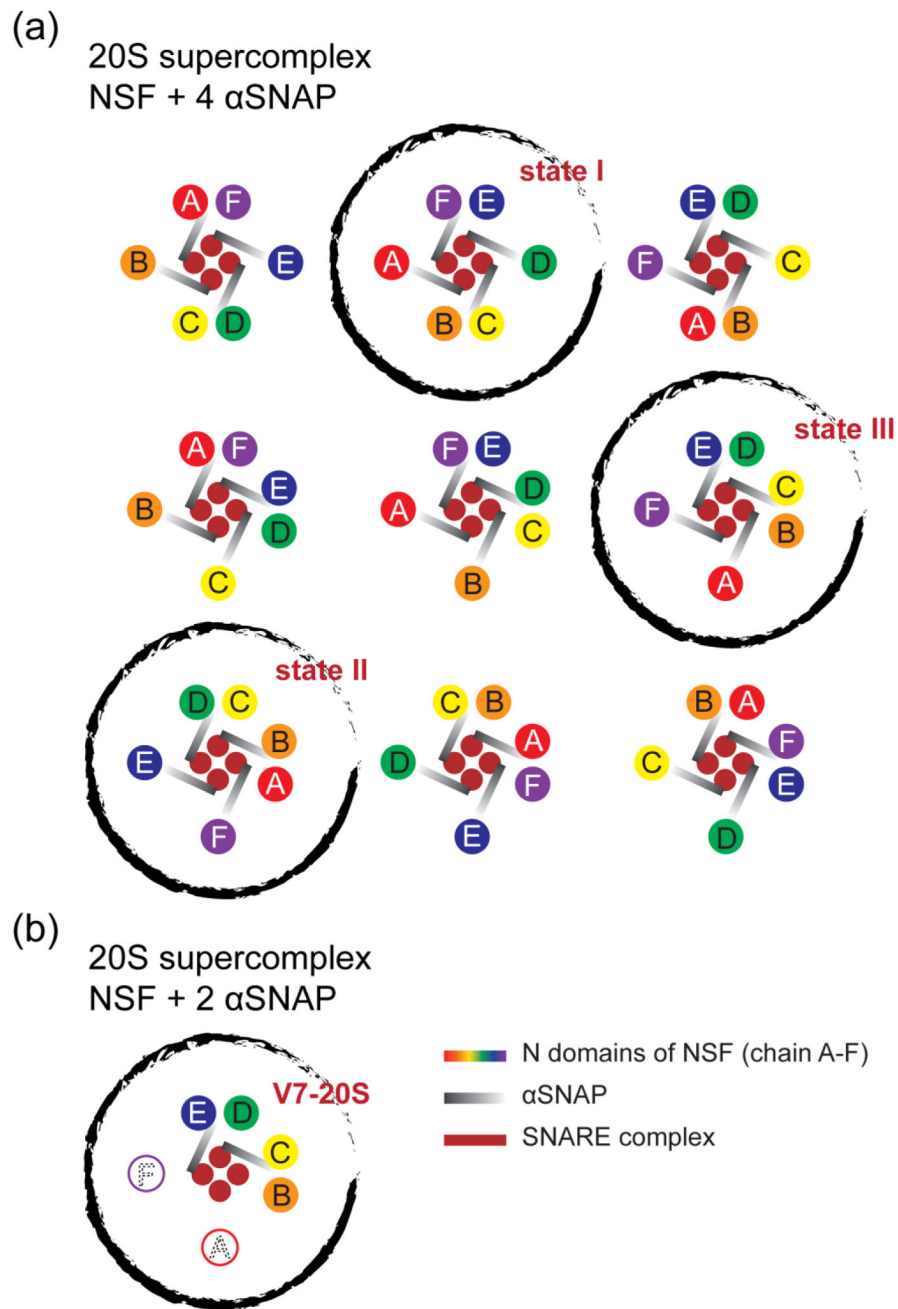 (a)
20S supercomplex
NSF + 4 αSNAP
state I
A F
F E
E D
B
E
A
D
F
C
C D
B C
A B
state III
A F
F E
E D
E
D
C
B
D
A
C
F
B
C
B
A
state II
D C
C B
B A
B
A
F
E
A
D
F
C
E
F
E
D
(b)
20S supercomplex
NSF + 2 αSNAP
V7-20S
E D
C
F
B
A
N domains of NSF (chain A-F)
αSNAP
SNARE complex